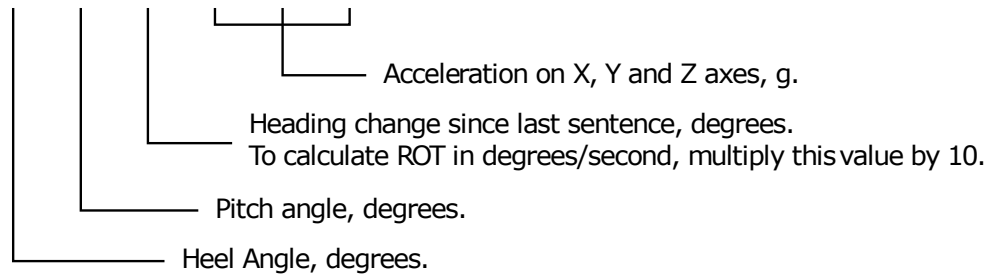 Acceleration on X, Y and Z axes, g.
Heading change since last sentence, degrees.
To calculate ROT in degrees/second, multiply this value by 10.
Pitch angle, degrees.
Heel Angle, degrees.